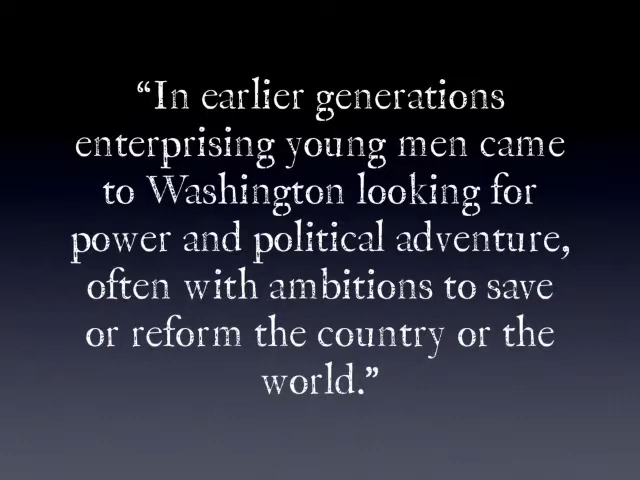 “In earlier generations
enterprising young men came
to Washington looking for
power and political adventure,
often with ambitions to save
or reform the country or the
world.”